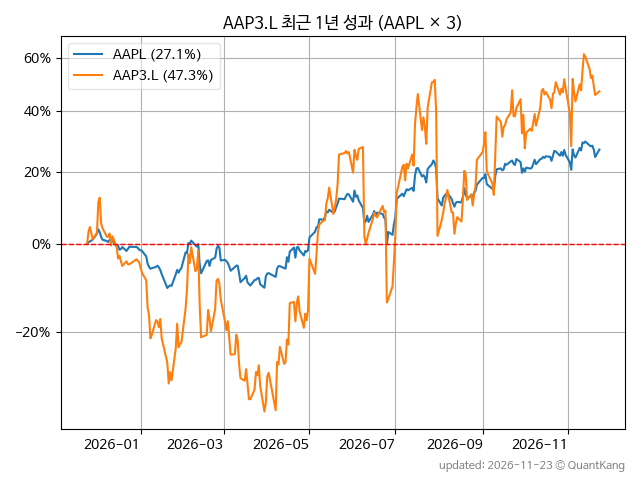 AAP3.L 최근 1년 성과 (AAPL × 3)
AAPL (27.1%)
AAP3.L (47.3%)
60%
40%
20%
0%
−20%
2026-01
2026-03
2026-05
2026-07
2026-09
2026-11
updated: 2026-11-23 © QuantKang